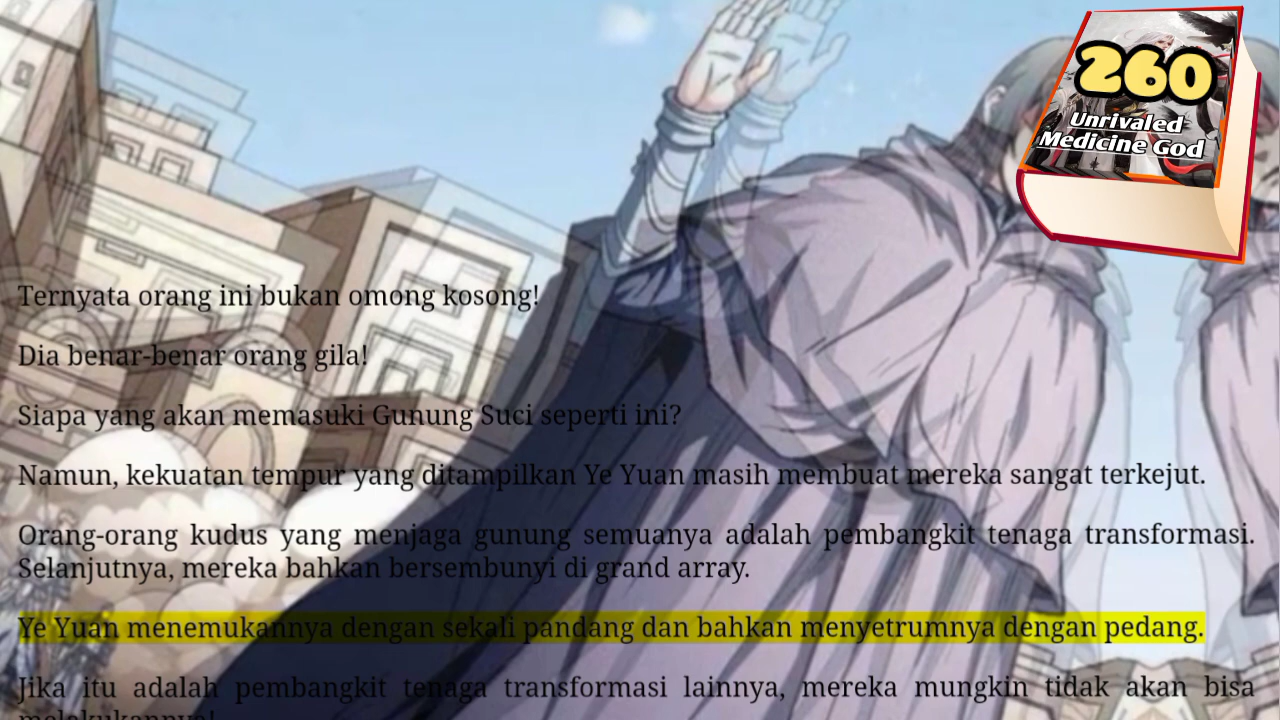 260
Unrivaled
Medicine God
Ternyata orang ini bukan omong kosong!
Dia benar-benar orang gila!
Siapa yang akan memasuki Gunung Suci seperti ini?
Namun, kekuatan tempur yang ditampilkan Ye Yuan masih membuat mereka sangat terkejut.
Orang-orang kudus yang menjaga gunung semuanya adalah pembangkit tenaga transformasi.
Selanjutnya, mereka bahkan bersembunyi di grand array.
Ye Yuan menemukannya dengan sekali pandang dan bahkan menyetrumnya dengan pedang.
Jika itu adalah pembangkit tenaga transformasi lainnya, mereka mungkin tidak akan bisa
melakukannya!